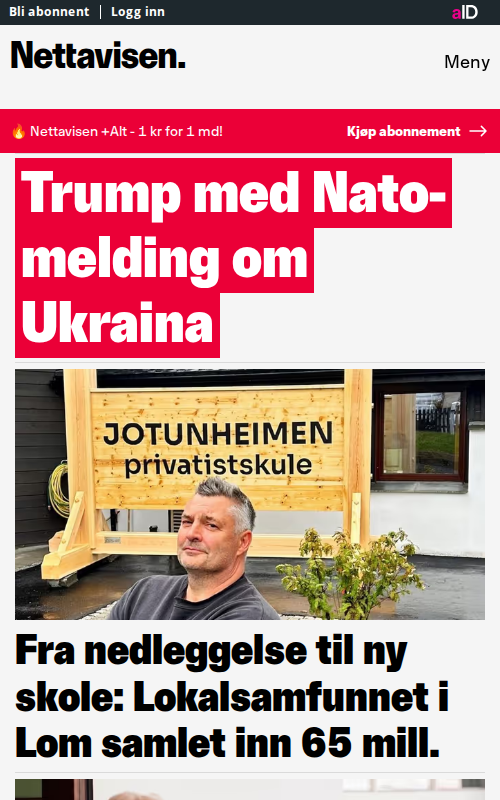 Bli abonnent | Logg inn
aID
Nettavisen.
Meny
🔥 Nettavisen +Alt - 1 kr for 1 md!
Kjøp abonnement →
Trump med Nato-
melding om
Ukraina
JOTUNHEIMEN
privatistskule
Fra nedleggelse til ny
skole: Lokalsamfunnet i
Lom samlet inn 65 mill.